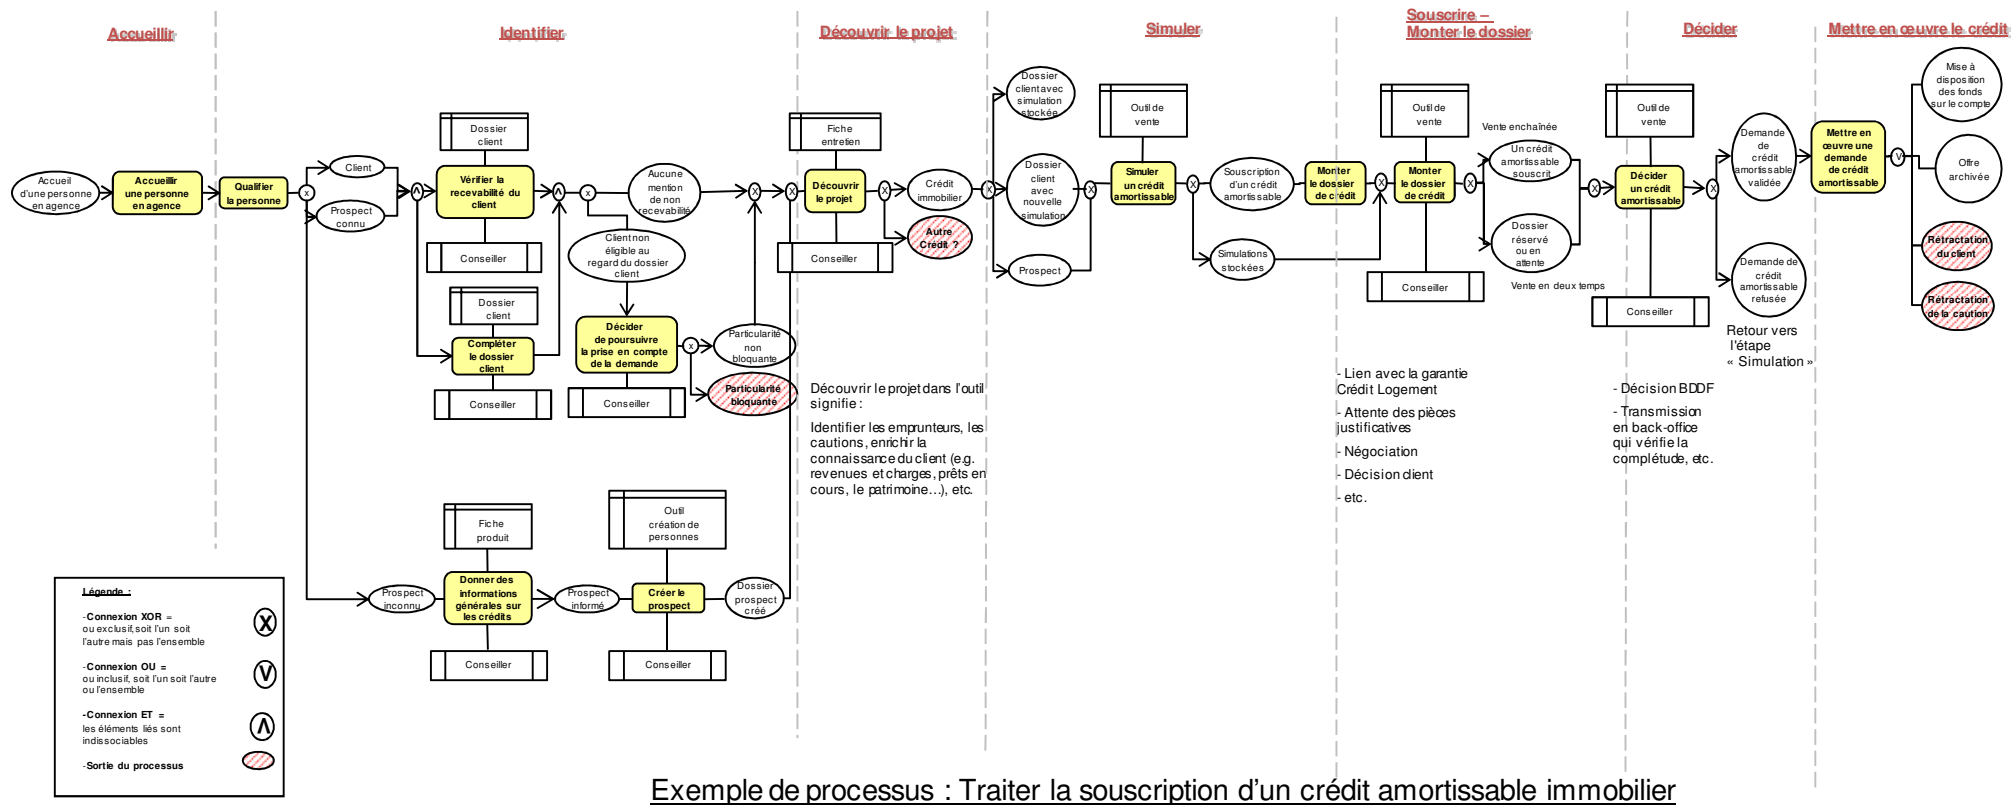 Accueillir
Identifier
Découvrir le projet
Simuler
Souscrire –
Monter le dossier
Décider
Mettre en œuvre le crédit
Accueil
d'une personne
en agence
Accueillir
une personne
en agence
Qualifier
la personne
x
Client
Prospect
connu
Λ
Dossier
client
Vérifier la
recevabilité du
client
Conseiller
Dossier
client
Compléter
le dossier
client
Conseiller
Λ
x
Aucune
mention
de non
recevabilité
Client non
éligible au
regard du dossier
client
Décider
de poursuivre
la prise en compte
de la demande
Conseiller
x
Particularité
non
bloquante
Particularité
bloquante
X
X
Prospect
inconnu
Fiche
produit
Donner des
informations
générales sur
les crédits
Conseiller
Prospect
informé
Outil
création de
personnes
Créer le
prospect
Conseiller
Dossier
prospect
créé
Fiche
entretien
Découvrir
le projet
Conseiller
X
Crédit
immobilier
Autre
Crédit ?
Découvrir le projet dans l'outil
signifie :
Identifier les emprunteurs, les
cautions, enrichir la
connaissance du client (e.g.
revenues et charges, prêts en
cours, le patrimoine…), etc.
X
Dossier
client avec
simulation
stockée
Dossier
client
avec
nouvelle
simulation
Prospect
X
Outil de
vente
Simuler
un crédit
amortissable
X
Souscription
d'un crédit
amortissable
Simulations
stockées
Monter
le dossier
de crédit
X
Outil de
vente
Monter
le dossier
de crédit
Conseiller
X
Vente enchaînée
Un crédit
amortissable
souscrit
Dossier
réservé
ou en
attente
Vente en deux temps
- Lien avec la garantie
Crédit Logement
- Attente des pièces
justificatives
- Négociation
- Décision client
- etc.
X
Outil de
vente
Décider
un crédit
amortissable
Conseiller
X
Demande
de
crédit
amortissable
validée
Demande de
crédit
amortissable
refusée
Retour vers
l'étape
« Simulation »
- Décision BDDF
- Transmission
en back-office
qui vérifie la
complétude, etc.
Mettre en
œuvre une
demande
de crédit
amortissable
V
Mise à
disposition
des fonds
sur le compte
Offre
archivée
Rétractation
du client
Rétractation
de la caution
Légende :
- Connexion XOR =
ou exclusif, soit l'un soit
l'autre mais pas l'ensemble
X
- Connexion OU =
ou inclusif, soit l'un soit l'autre
ou l'ensemble
V
- Connexion ET =
les éléments liés sont
indissociables
Λ
- Sortie du processus
Exemple de processus : Traiter la souscription d'un crédit amortissable immobilier